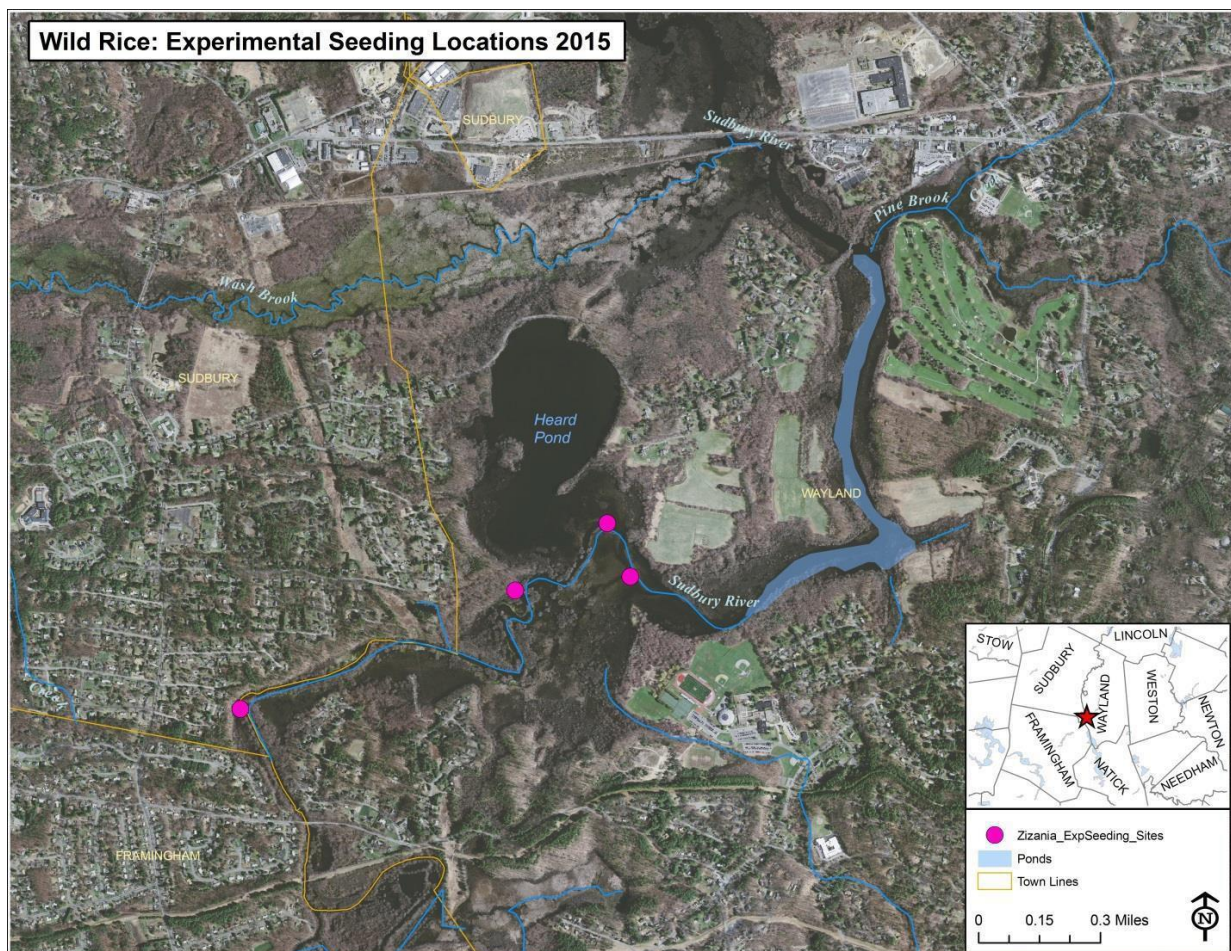 Wild Rice: Experimental Seeding Locations 2015
SUDBURY
Sudbury River
Pine Brook
Wash Brook
SUDBURY
Heard
Pond
WAYLAND
Sudbury River
Creek
FRAMINGHAM
STOW
SUDBURY
LINCOLN
WAYLAND
WESTON
NEWTON
FRAMINGHAM
NATICK
NEEDHAM
Zizania_ExpSeeding_Sites
Ponds
Town Lines
0 0.15 0.3 Miles
N